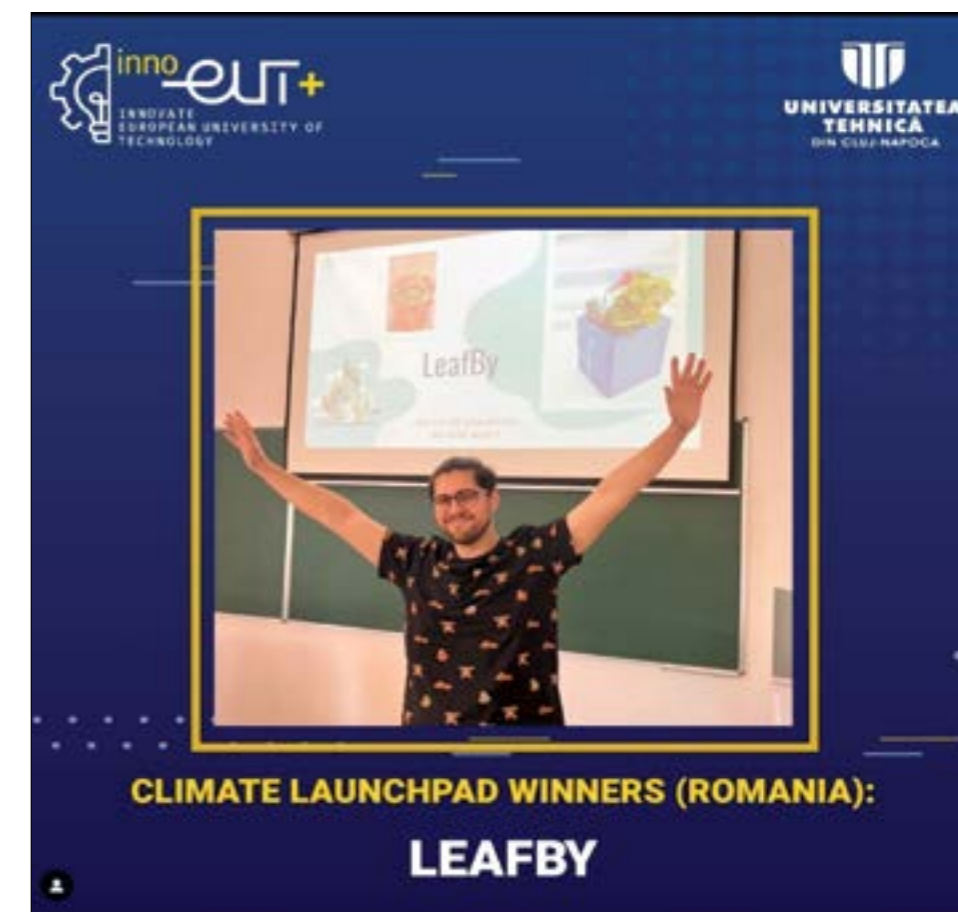 inno
eut+
INNOVATE
EUROPEAN UNIVERSITY OF
TECHNOLOGY
UNIVERSITATEA
TEHNICĂ
DIN CLUJ-NAPOCA
LeafBy
CLIMATE LAUNCHPAD WINNERS (ROMANIA):
LEAFBY